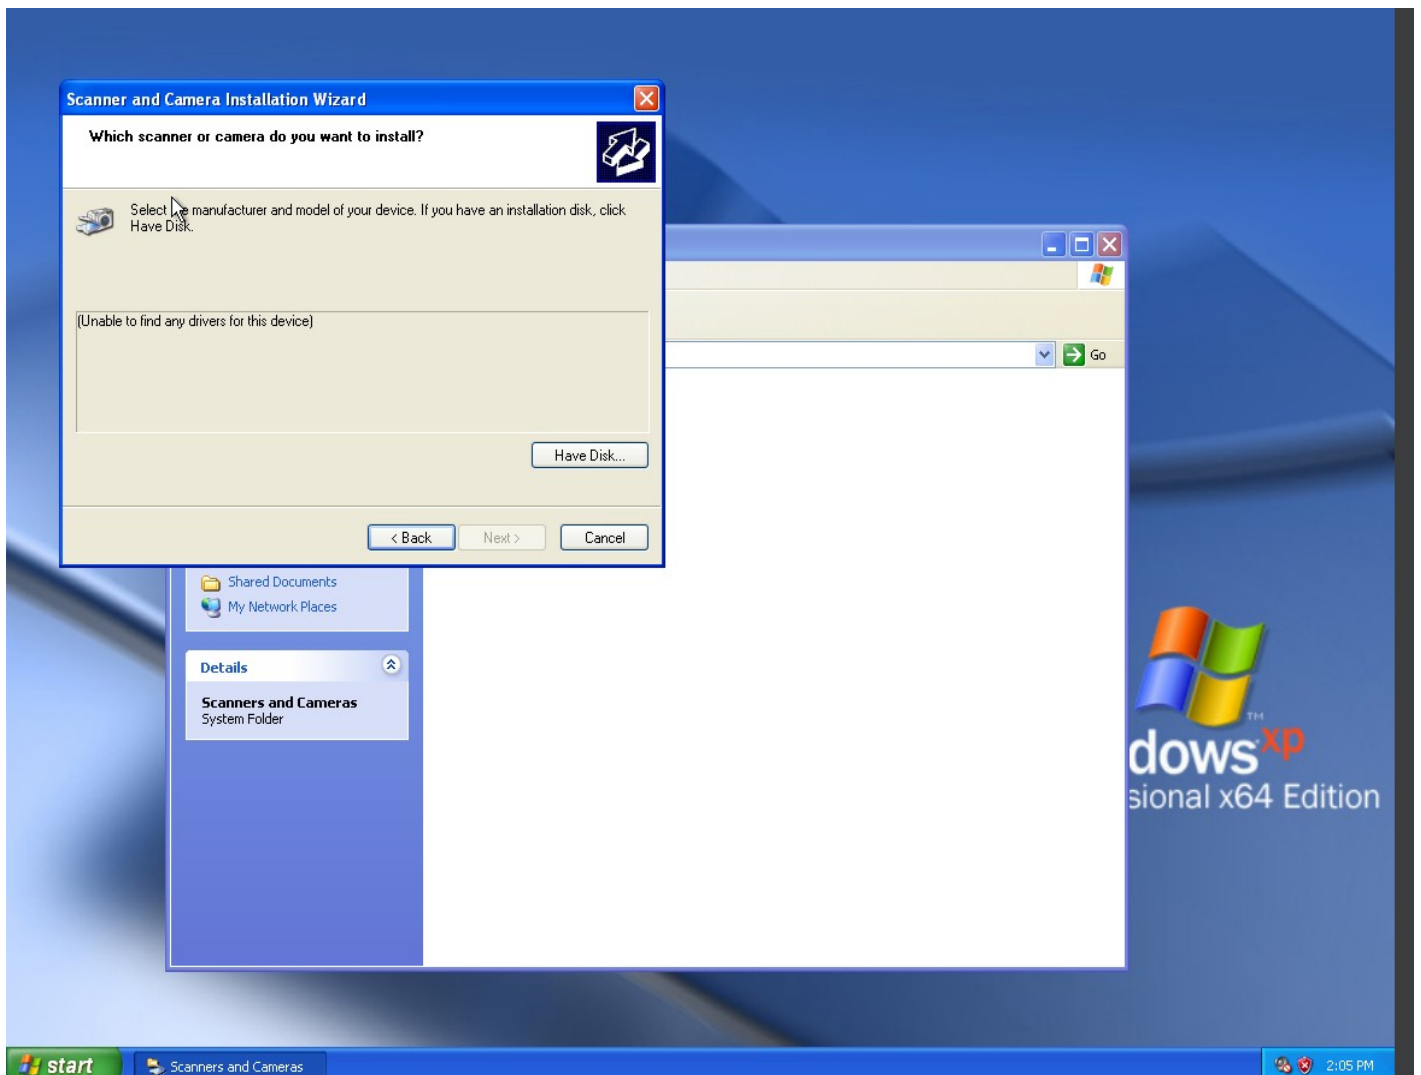 Scanner and Camera Installation Wizard
Which scanner or camera do you want to install?
Select manufacturer and model of your device. If you have an installation disk, click
Have Disk.
(Unable to find any drivers for this device)
Have Disk...
< Back
Next >
Cancel
Go
Shared Documents
My Network Places
Details
Scanners and Cameras
System Folder
TM
dows xp
sional x64 Edition
start
Scanners and Cameras
2:05 PM